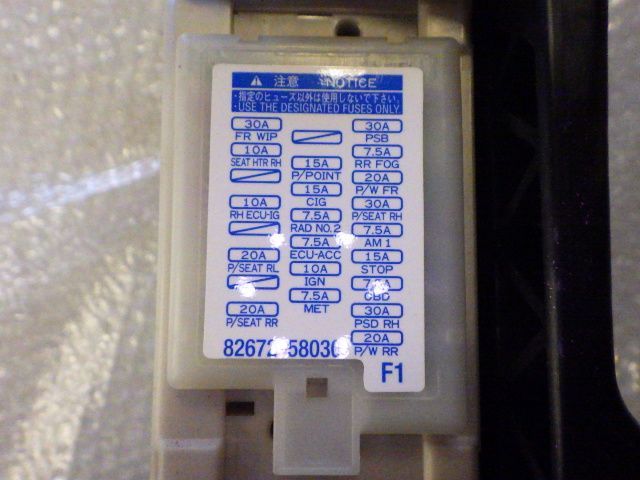 注意 NOTICE
・指定のヒューズ以外は使用しないで下さい。
・USE THE DESIGNATED FUSES ONLY
30A
FR WIP
10A
SEAT HTR RH
10A
RH ECU-IG
20A
P/SEAT RL
20A
P/SEAT RR
15A
P/POINT
15A
CIG
7.5A
RAD NO.2
7.5A
ECU-ACC
10A
IGN
7.5A
MET
30A
PSB
7.5A
RR FOG
20A
P/W FR
30A
P/SEAT RH
7.5A
AM 1
15A
STOP
OBD
30A
PSD RH
20A
P/W RR
F1